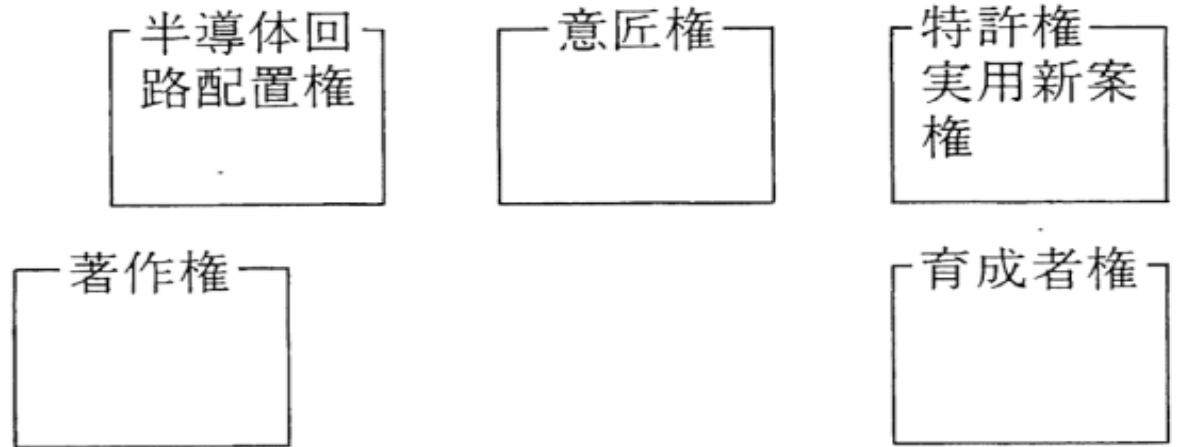 半導体回
路配置権
意匠権
特許権
実用新案
権
著作権
育成者権